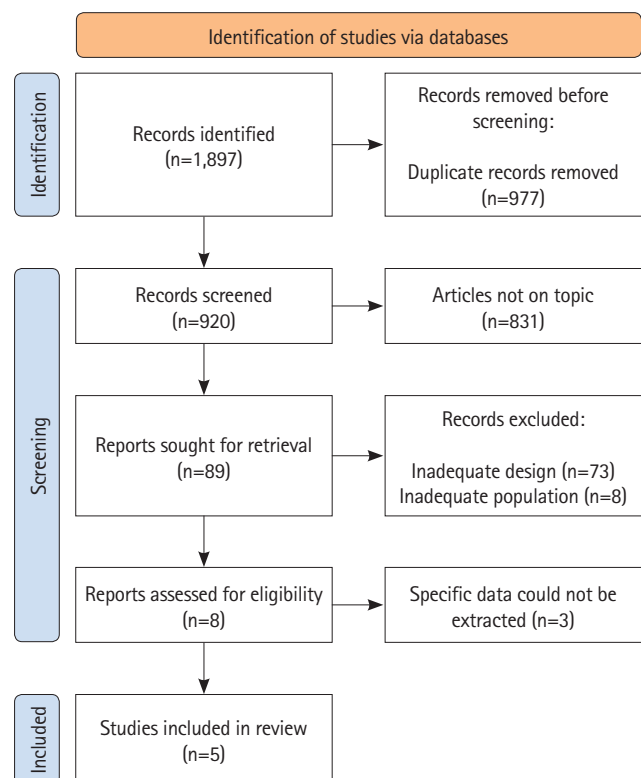 Identification of studies via databases
Identification
Records identified
(n=1,897)
Records removed before
screening:
Duplicate records removed
(n=977)
Screening
Records screened
(n=920)
Articles not on topic
(n=831)
Reports sought for retrieval
(n=89)
Records excluded:
Inadequate design (n=73)
Inadequate population (n=8)
Reports assessed for eligibility
(n=8)
Specific data could not be
extracted (n=3)
Included
Studies included in review
(n=5)